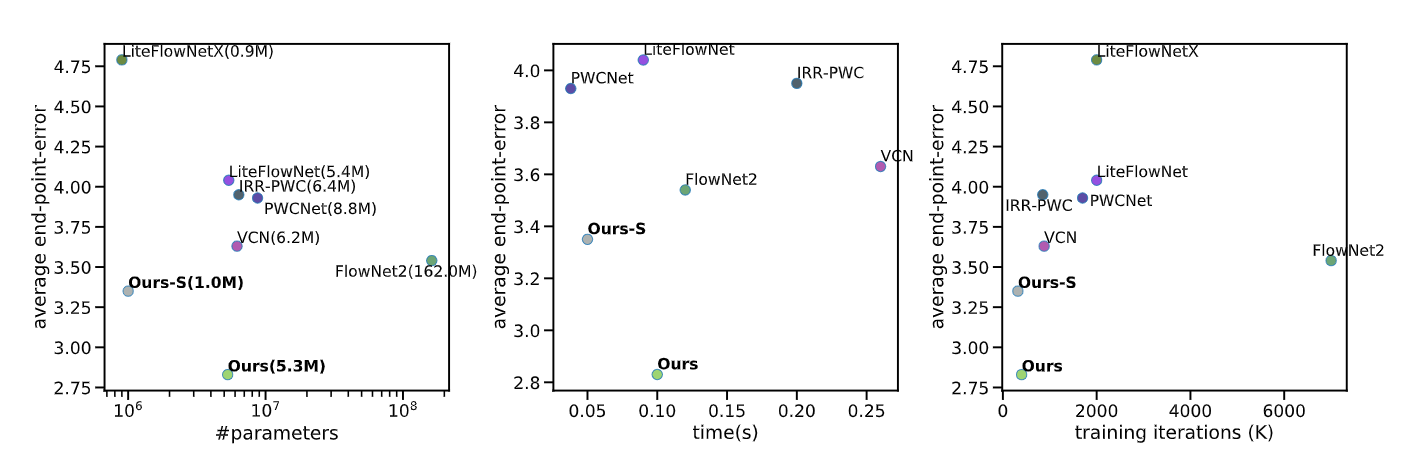 average end-point-error
4.75
4.50
4.25
4.00
3.75
3.50
3.25
3.00
2.75
LiteFlowNetX(0.9M)
LiteFlowNet(5.4M)
IRR-PWC(6.4M)
PWCNet(8.8M)
VCN(6.2M)
FlowNet2(162.0M)
Ours-S(1.0M)
Ours(5.3M)
10⁶ 10⁷ 10⁸
#parameters
average end-point-error
4.0
3.8
3.6
3.4
3.2
3.0
2.8
LiteFlowNet
PWCNet
IRR-PWC
VCN
FlowNet2
Ours-S
Ours
0.05 0.10 0.15 0.20 0.25
time(s)
average end-point-error
4.75
4.50
4.25
4.00
3.75
3.50
3.25
3.00
2.75
LiteFlowNetX
LiteFlowNet
IRR-PWC
PWCNet
VCN
FlowNet2
Ours-S
Ours
0 2000 4000 6000
training iterations (K)